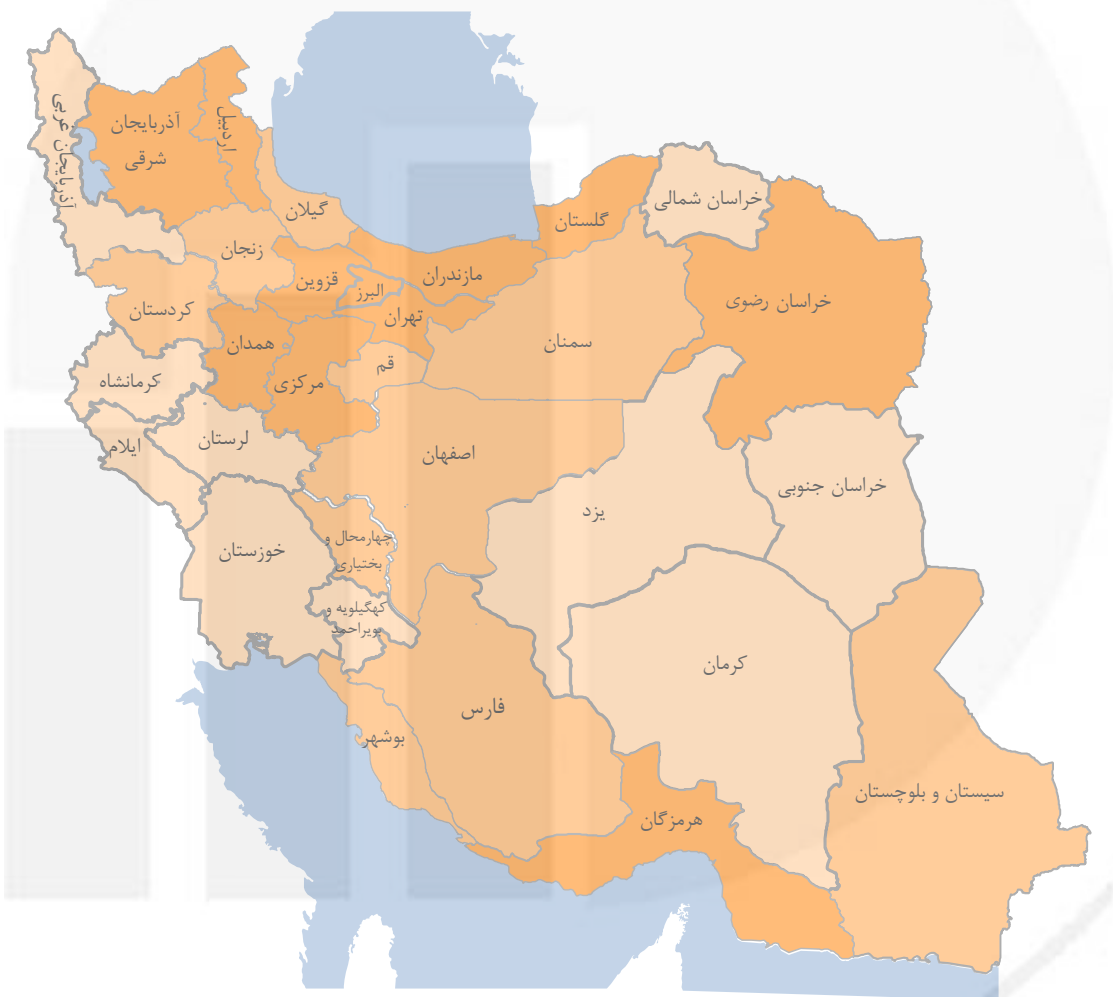 آذربایجان غربی
آذربایجان
شرقی
اردبیل
گیلان
زنجان
قزوین
البرز
مازندران
تهران
گلستان
خراسان شمالی
خراسان رضوی
سمنان
کردستان
همدان
مرکزی
قم
کرمانشاه
لرستان
ایلام
اصفهان
خراسان جنوبی
یزد
خوزستان
چهارمحال و
بختیاری
کهگیلویه و
بویراحمد
کرمان
فارس
بوشهر
هرمزگان
سیستان و بلوچستان